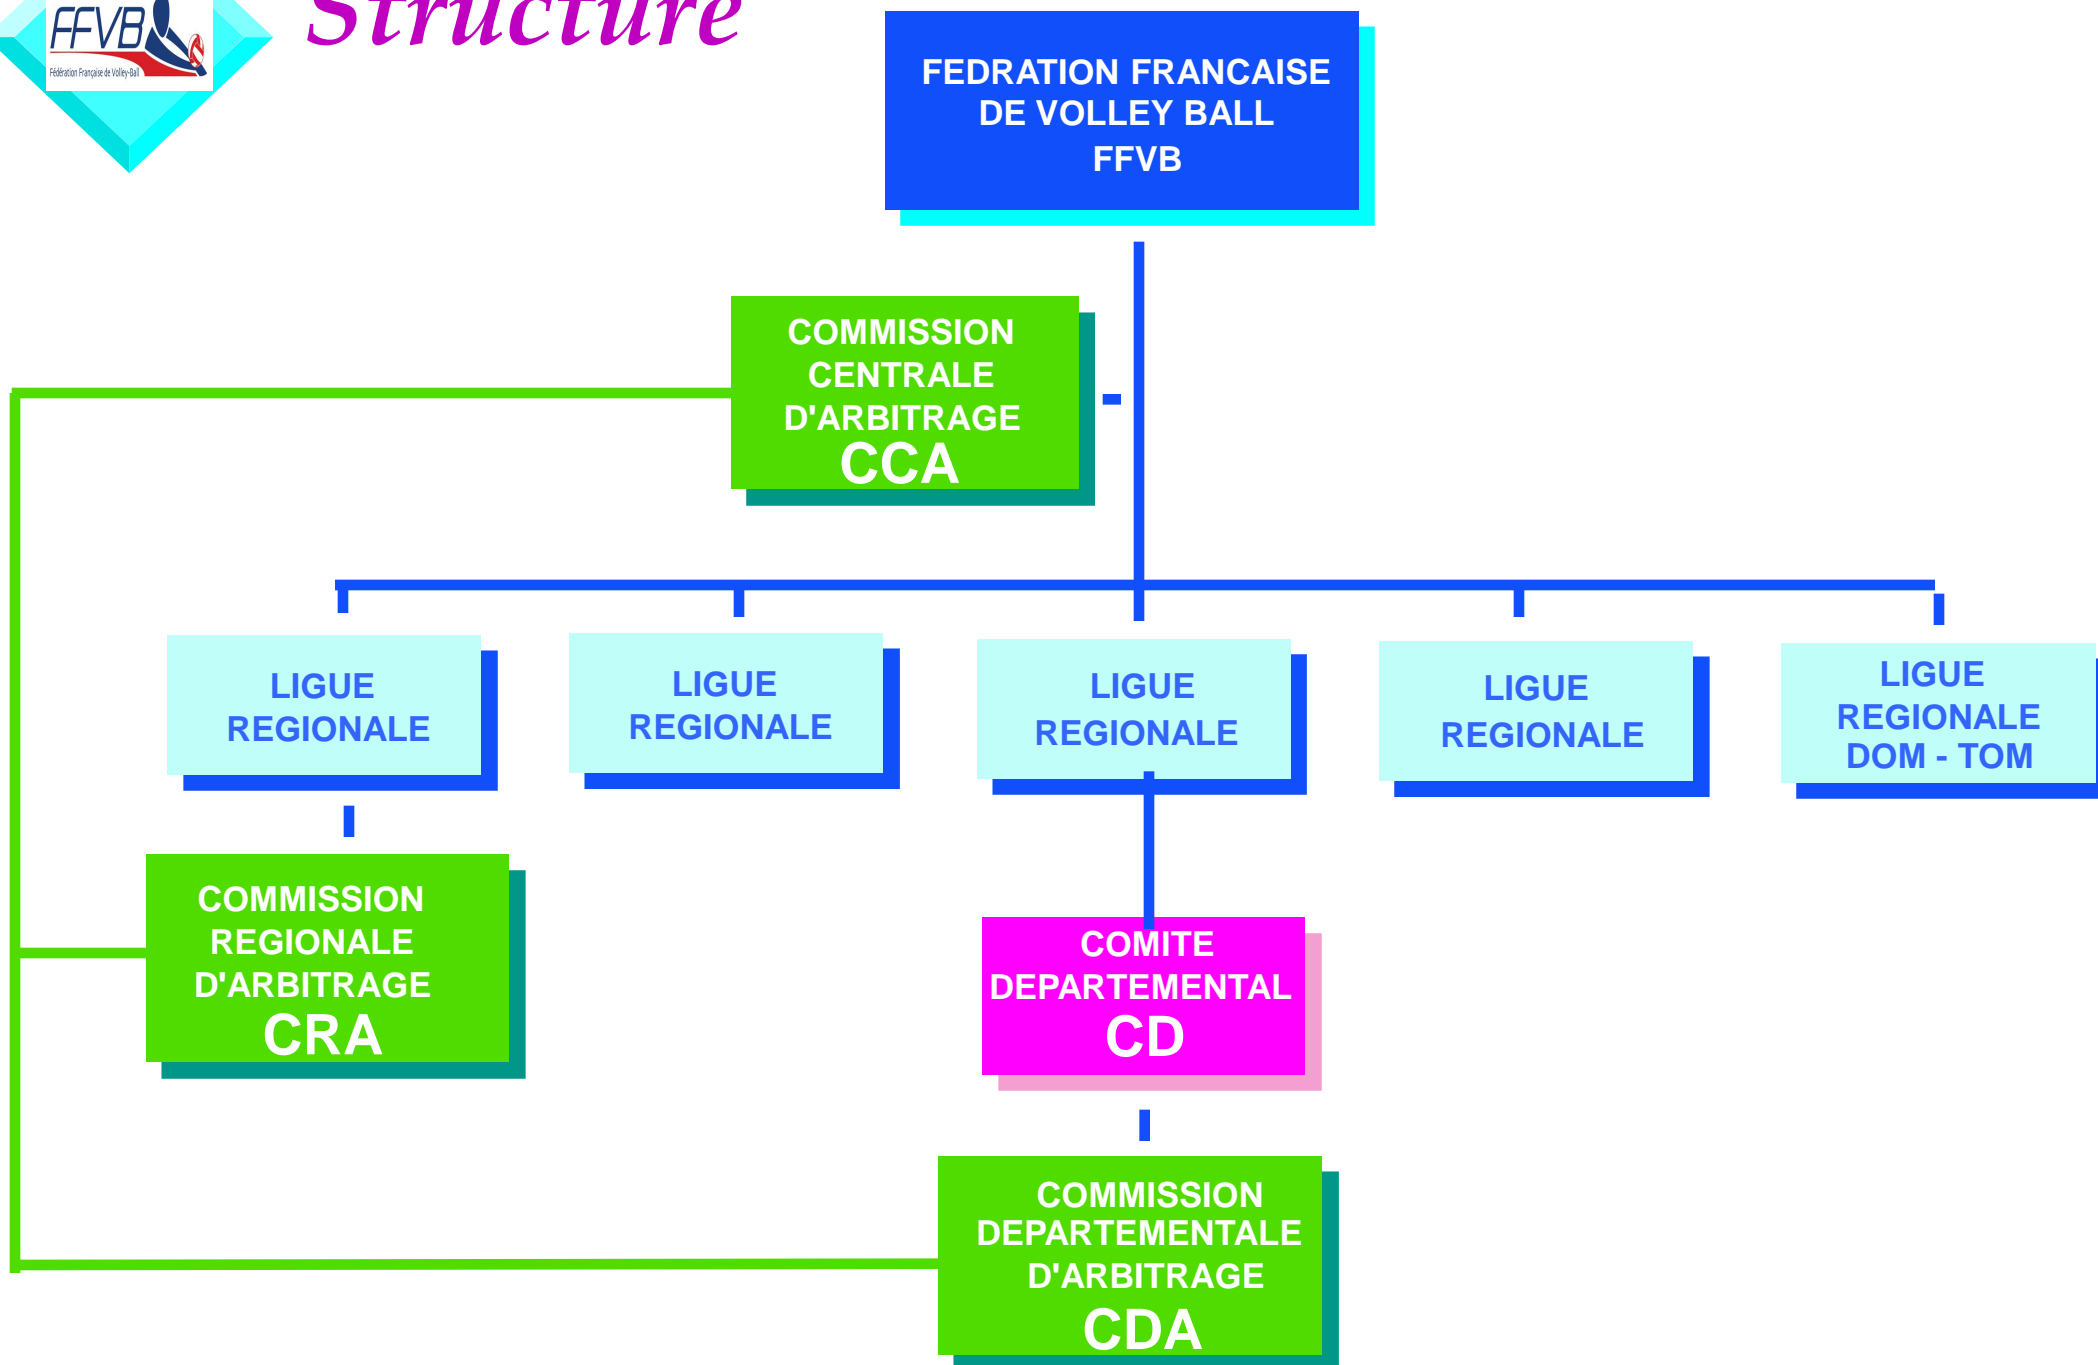 Structure
FFVB
Fédération Française de Volley-Ball
FEDRATION FRANCAISE
DE VOLLEY BALL
FFVB
COMMISSION
CENTRALE
D'ARBITRAGE
CCA
LIGUE
REGIONALE
LIGUE
REGIONALE
LIGUE
REGIONALE
LIGUE
REGIONALE
LIGUE
REGIONALE
DOM - TOM
COMMISSION
REGIONALE
D'ARBITRAGE
CRA
COMITE
DEPARTEMENTAL
CD
COMMISSION
DEPARTEMENTALE
D'ARBITRAGE
CDA